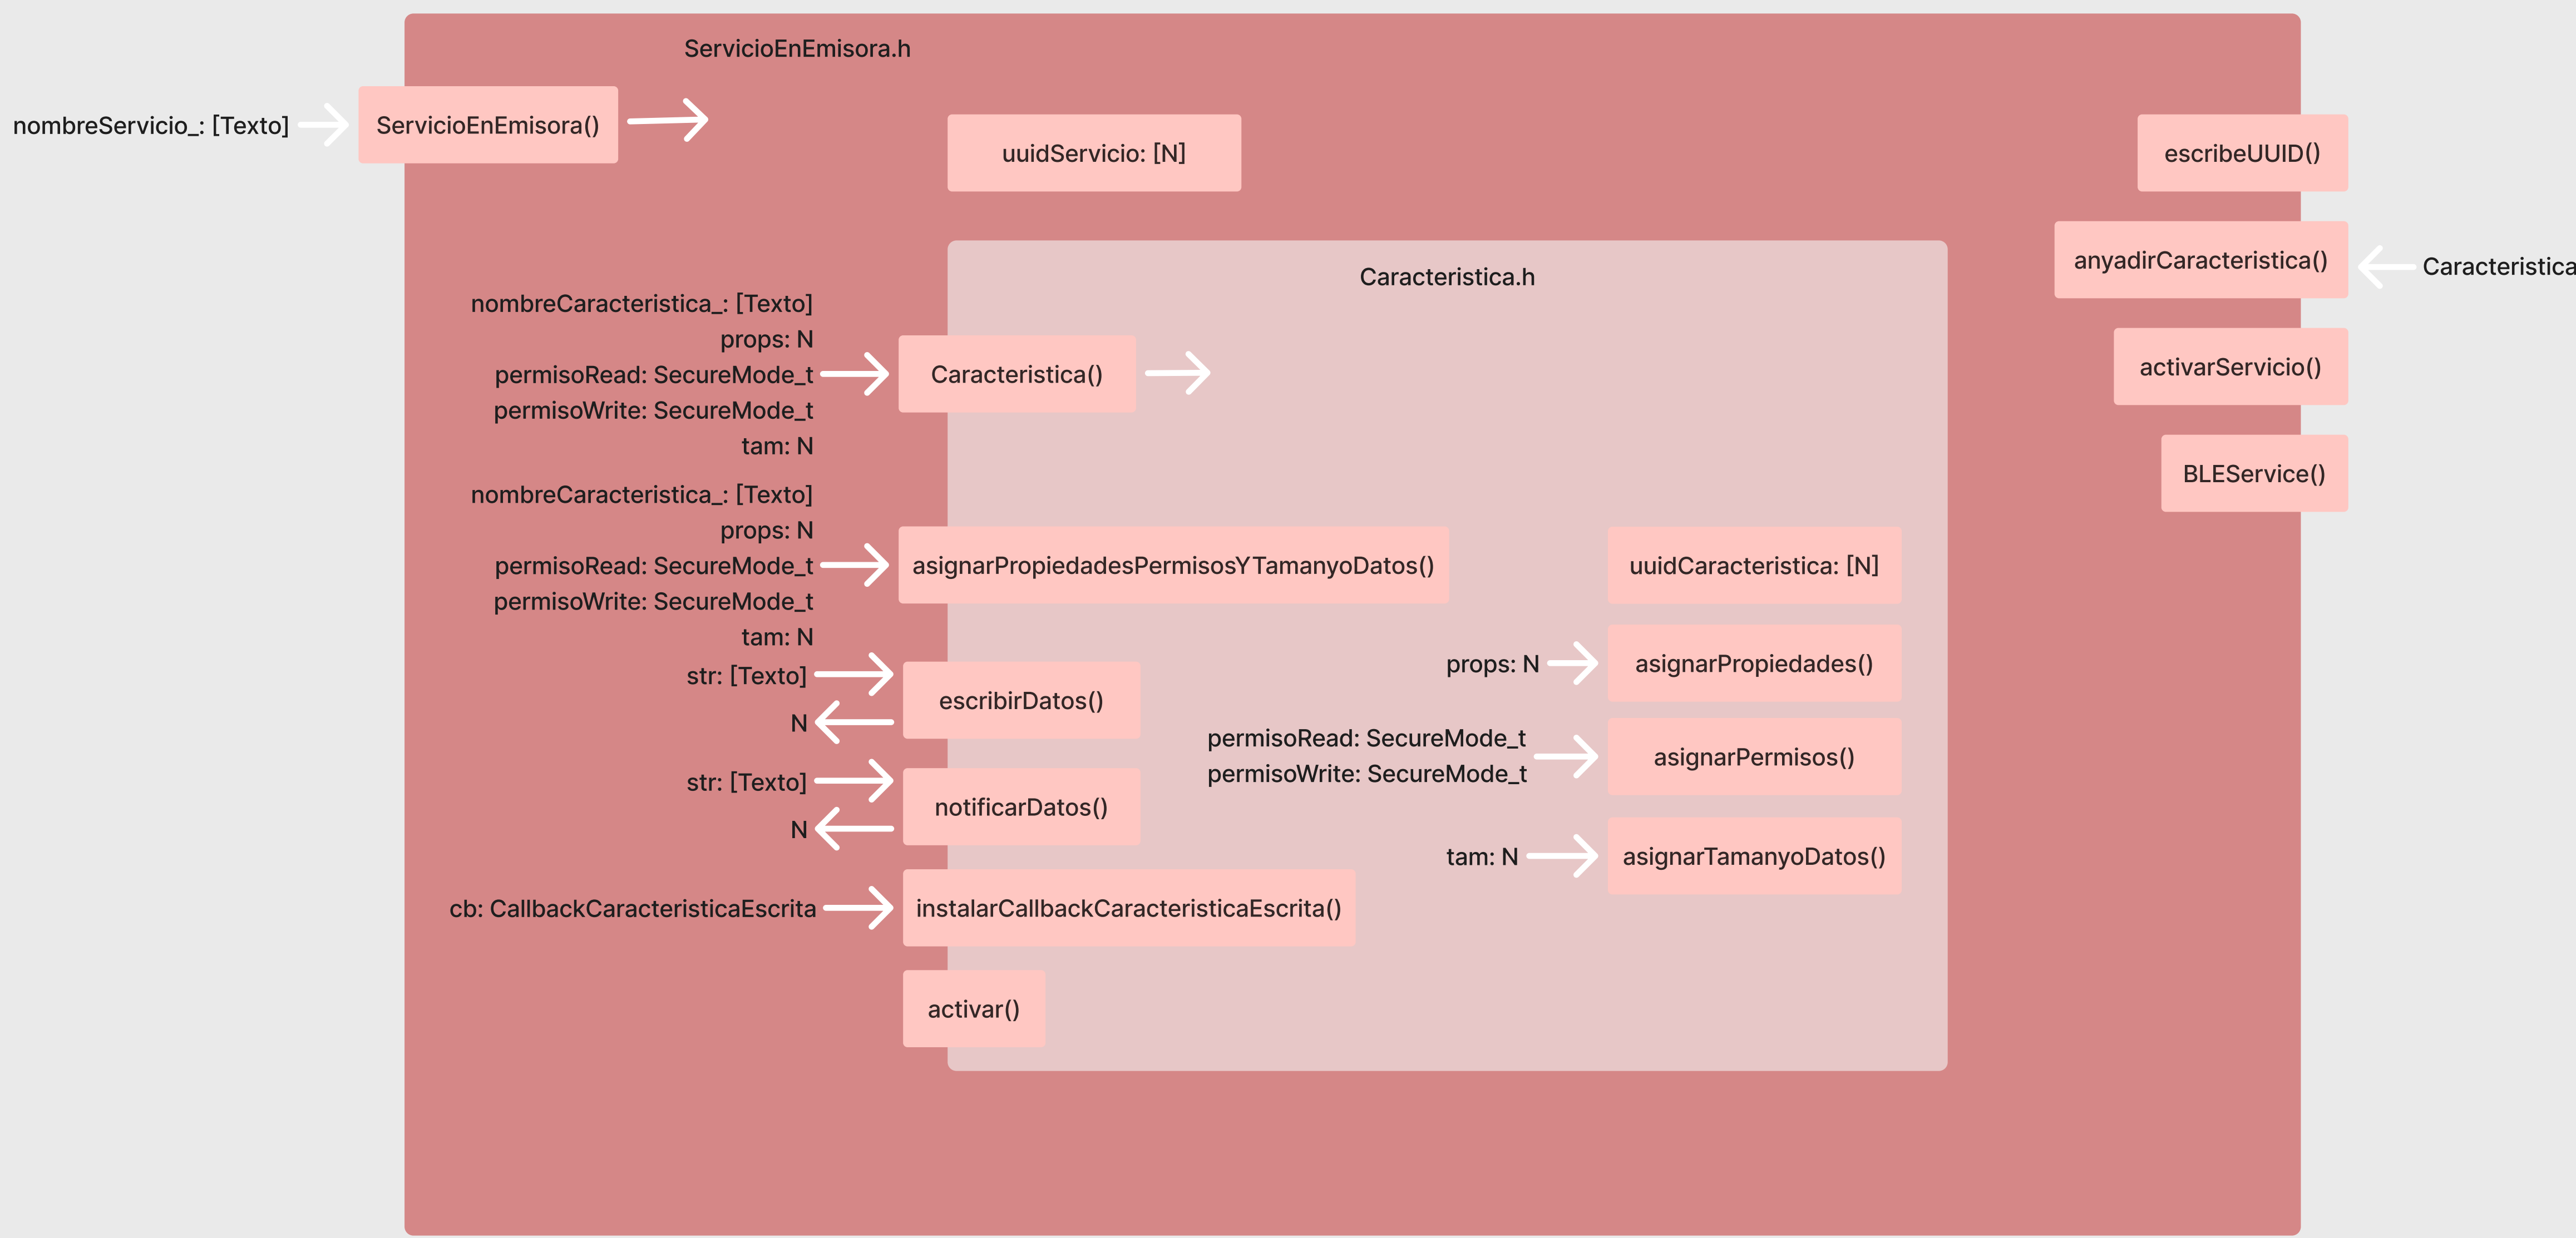 ServicioEnEmisora.h
nombreServicio_: [Texto]
ServicioEnEmisora()
uuidServicio: [N]
escribeUUID()
anyadirCaracteristica()
Caracteristica
activarServicio()
BLEService()
Caracteristica.h
nombreCaracteristica_: [Texto]
props: N
permisoRead: SecureMode_t
permisoWrite: SecureMode_t
tam: N
Caracteristica()
nombreCaracteristica_: [Texto]
props: N
permisoRead: SecureMode_t
permisoWrite: SecureMode_t
tam: N
asignarPropiedadesPermisosYTamanyoDatos()
uuidCaracteristica: [N]
str: [Texto]
N
escribirDatos()
props: N
asignarPropiedades()
permisoRead: SecureMode_t
permisoWrite: SecureMode_t
asignarPermisos()
str: [Texto]
N
notificarDatos()
tam: N
asignarTamanyoDatos()
cb: CallbackCaracteristicaEscrita
instalarCallbackCaracteristicaEscrita()
activar()